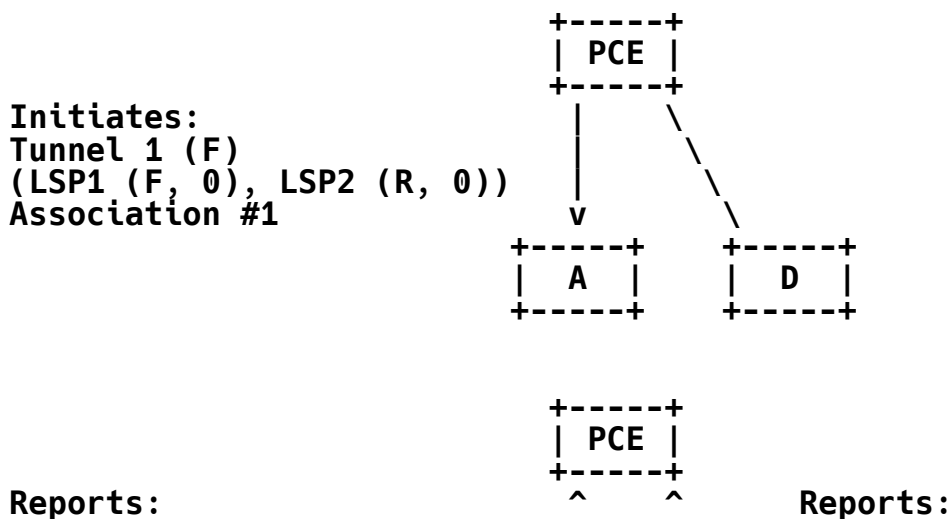 +-----+
| PCE |
+-----+
Initiates: | \
Tunnel 1 (F) | \
(LSP1 (F, 0), LSP2 (R, 0)) | \
Association #1 v \
+-----+ +-----+
| A | | D |
+-----+ +-----+
+-----+
| PCE |
+-----+
Reports: ^ ^ Reports: